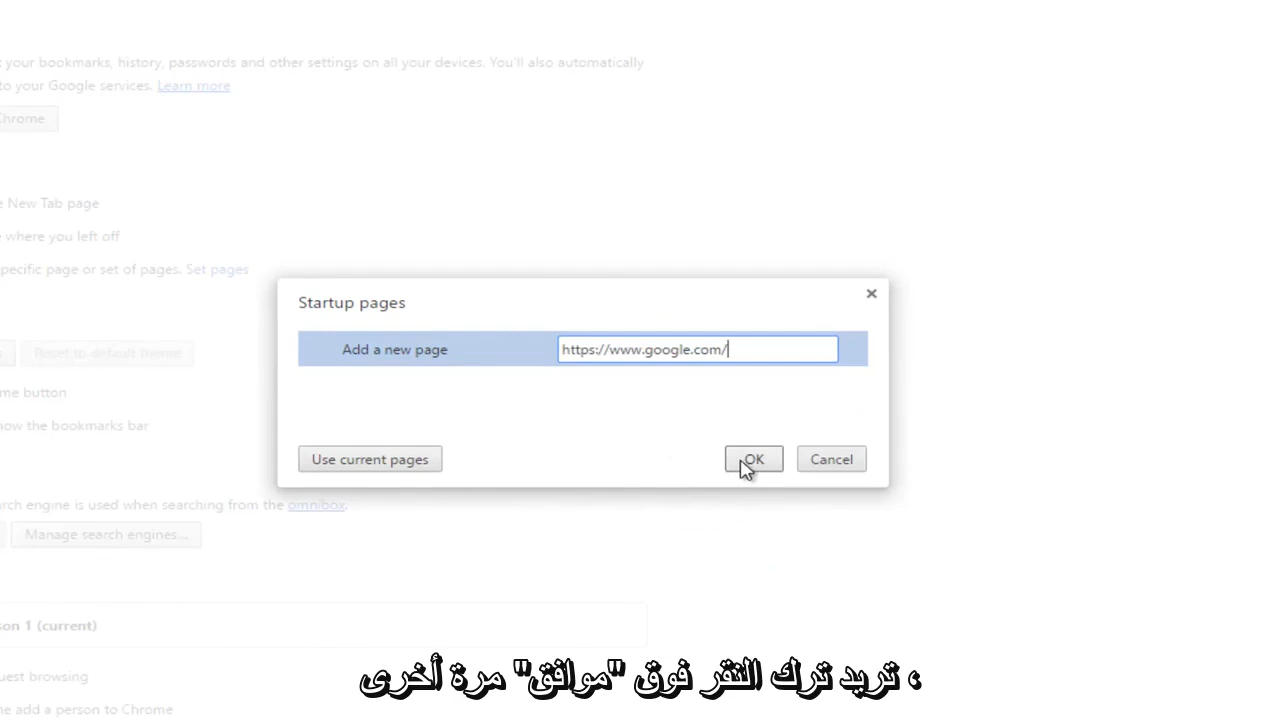 your bookmarks, history, passwords and other settings on all your devices. You'll also automatically
to your Google services. Learn more
Chrome
New Tab page
where you left off
specific page or set of pages. Set pages
Startup pages
Add a new page https://www.google.com/
Reset to default theme
me button
how the bookmarks bar
Use current pages OK Cancel
arch engine is used when searching from the omnibox.
Manage search engines...
son 1 (current)
uest browsing
ne add a person to Chrome
، تريد ترك النقر فوق "موافق" مرة أخرى